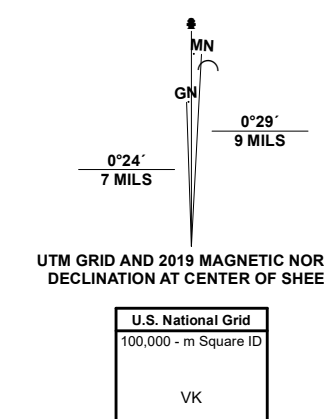 MN
GN
0°29´
9 MILS
0°24´
7 MILS
UTM GRID AND 2019 MAGNETIC NOR
DECLINATION AT CENTER OF SHEE
U.S. National Grid
100,000 - m Square ID
VK